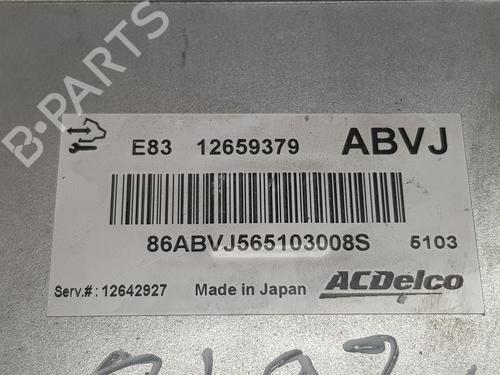 B-PARTS
E83 12659379 ABVJ
86ABVJ565103008S 5103
Serv.# : 12642927 Made in Japan ACDelco